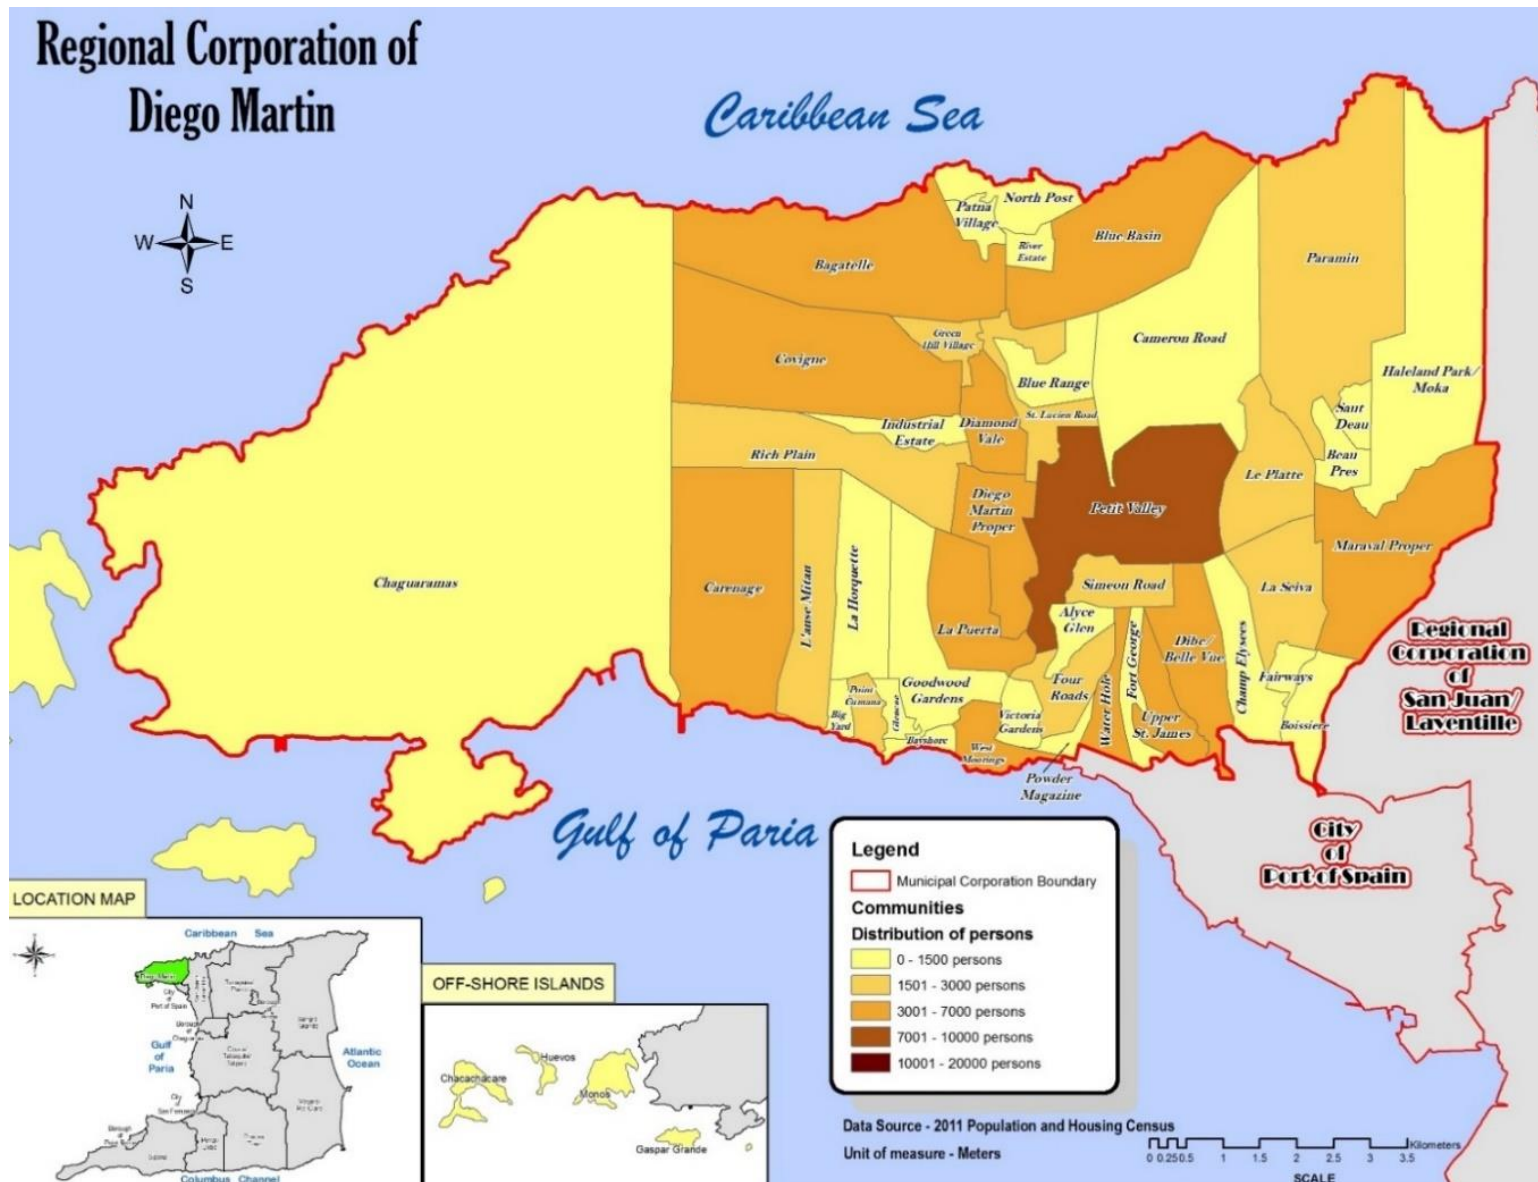 Regional Corporation of
Diego Martin
Caribbean Sea
N
W
E
S
North Post
Patna
Village
River
Estate
Blue Basin
Bagatelle
Paramin
Green
Hill Village
Cameron Road
Covigne
Haleland Park/
Moka
Blue Range
Saut
Deau
St. Lucien Road
Industrial
Estate
Diamond
Vale
Rich Plain
Beau
Pres
Le Platte
Diego
Martin
Proper
Petit Valley
Maraval Proper
Chaguaramas
Carenage
L'anse Mitan
La Horquette
Simeon Road
La Seiva
Alyce
Glen
La Puerta
Fort George
Dibe/
Belle Vue
Champ Elysees
Regional
Corporation
of
San Juan/
Laventille
Goodwood
Gardens
Four
Roads
Fairways
Point
Cumana
Glencoe
Big
Yard
Victoria
Gardens
Water Hole
Upper
St. James
Boissiere
Bayshore
West
Moorings
Powder
Magazine
Gulf of Paria
City
of
Port of Spain
Legend
Municipal Corporation Boundary
Communities
Distribution of persons
0 - 1500 persons
1501 - 3000 persons
3001 - 7000 persons
7001 - 10000 persons
10001 - 20000 persons
Data Source - 2011 Population and Housing Census
Unit of measure - Meters
0 0.25 0.5 1 1.5 2 2.5 3 3.5
Kilometers
SCALE
LOCATION MAP
Caribbean Sea
City
of
Port of Spain
Gulf
of
Paria
Atlantic
Ocean
Columbus Channel
OFF-SHORE ISLANDS
Chacachacare
Huevos
Monos
Gaspar Grande